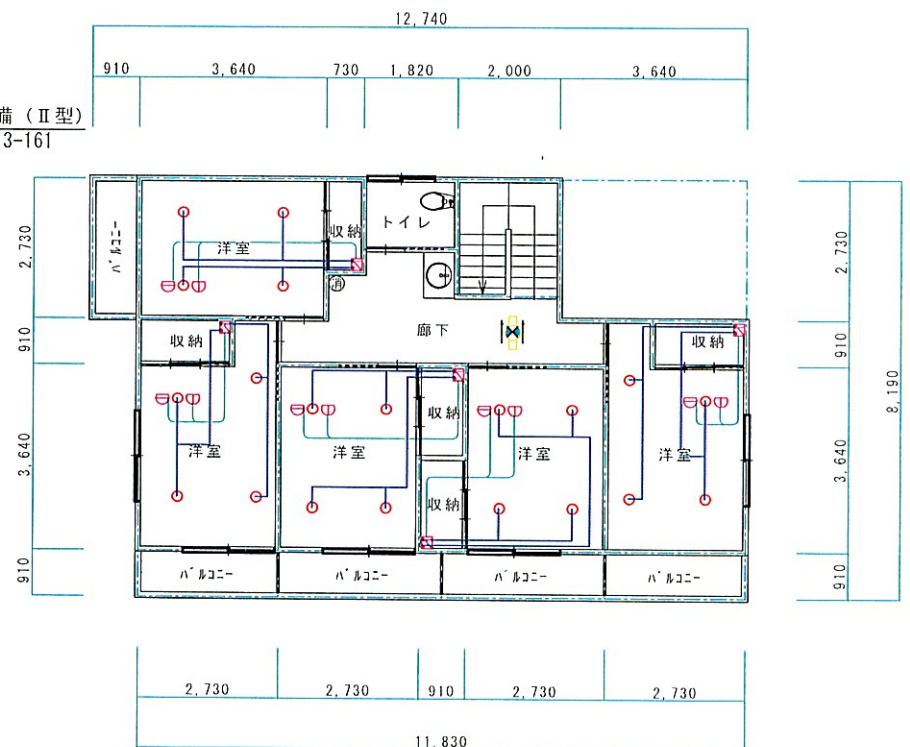 12,740
910 3,640 730 1,820 2,000 3,640
備 (Ⅱ型)
3-161
バルコニー
洋室
収納
トイレ
消
廊下
2,730
910
3,640
910
2,730
910
3,640
910
8,190
収納
収納
収納
収納
洋室
洋室
洋室
洋室
バルコニー バルコニー バルコニー バルコニー
2,730 2,730 910 2,730 2,730
11,830